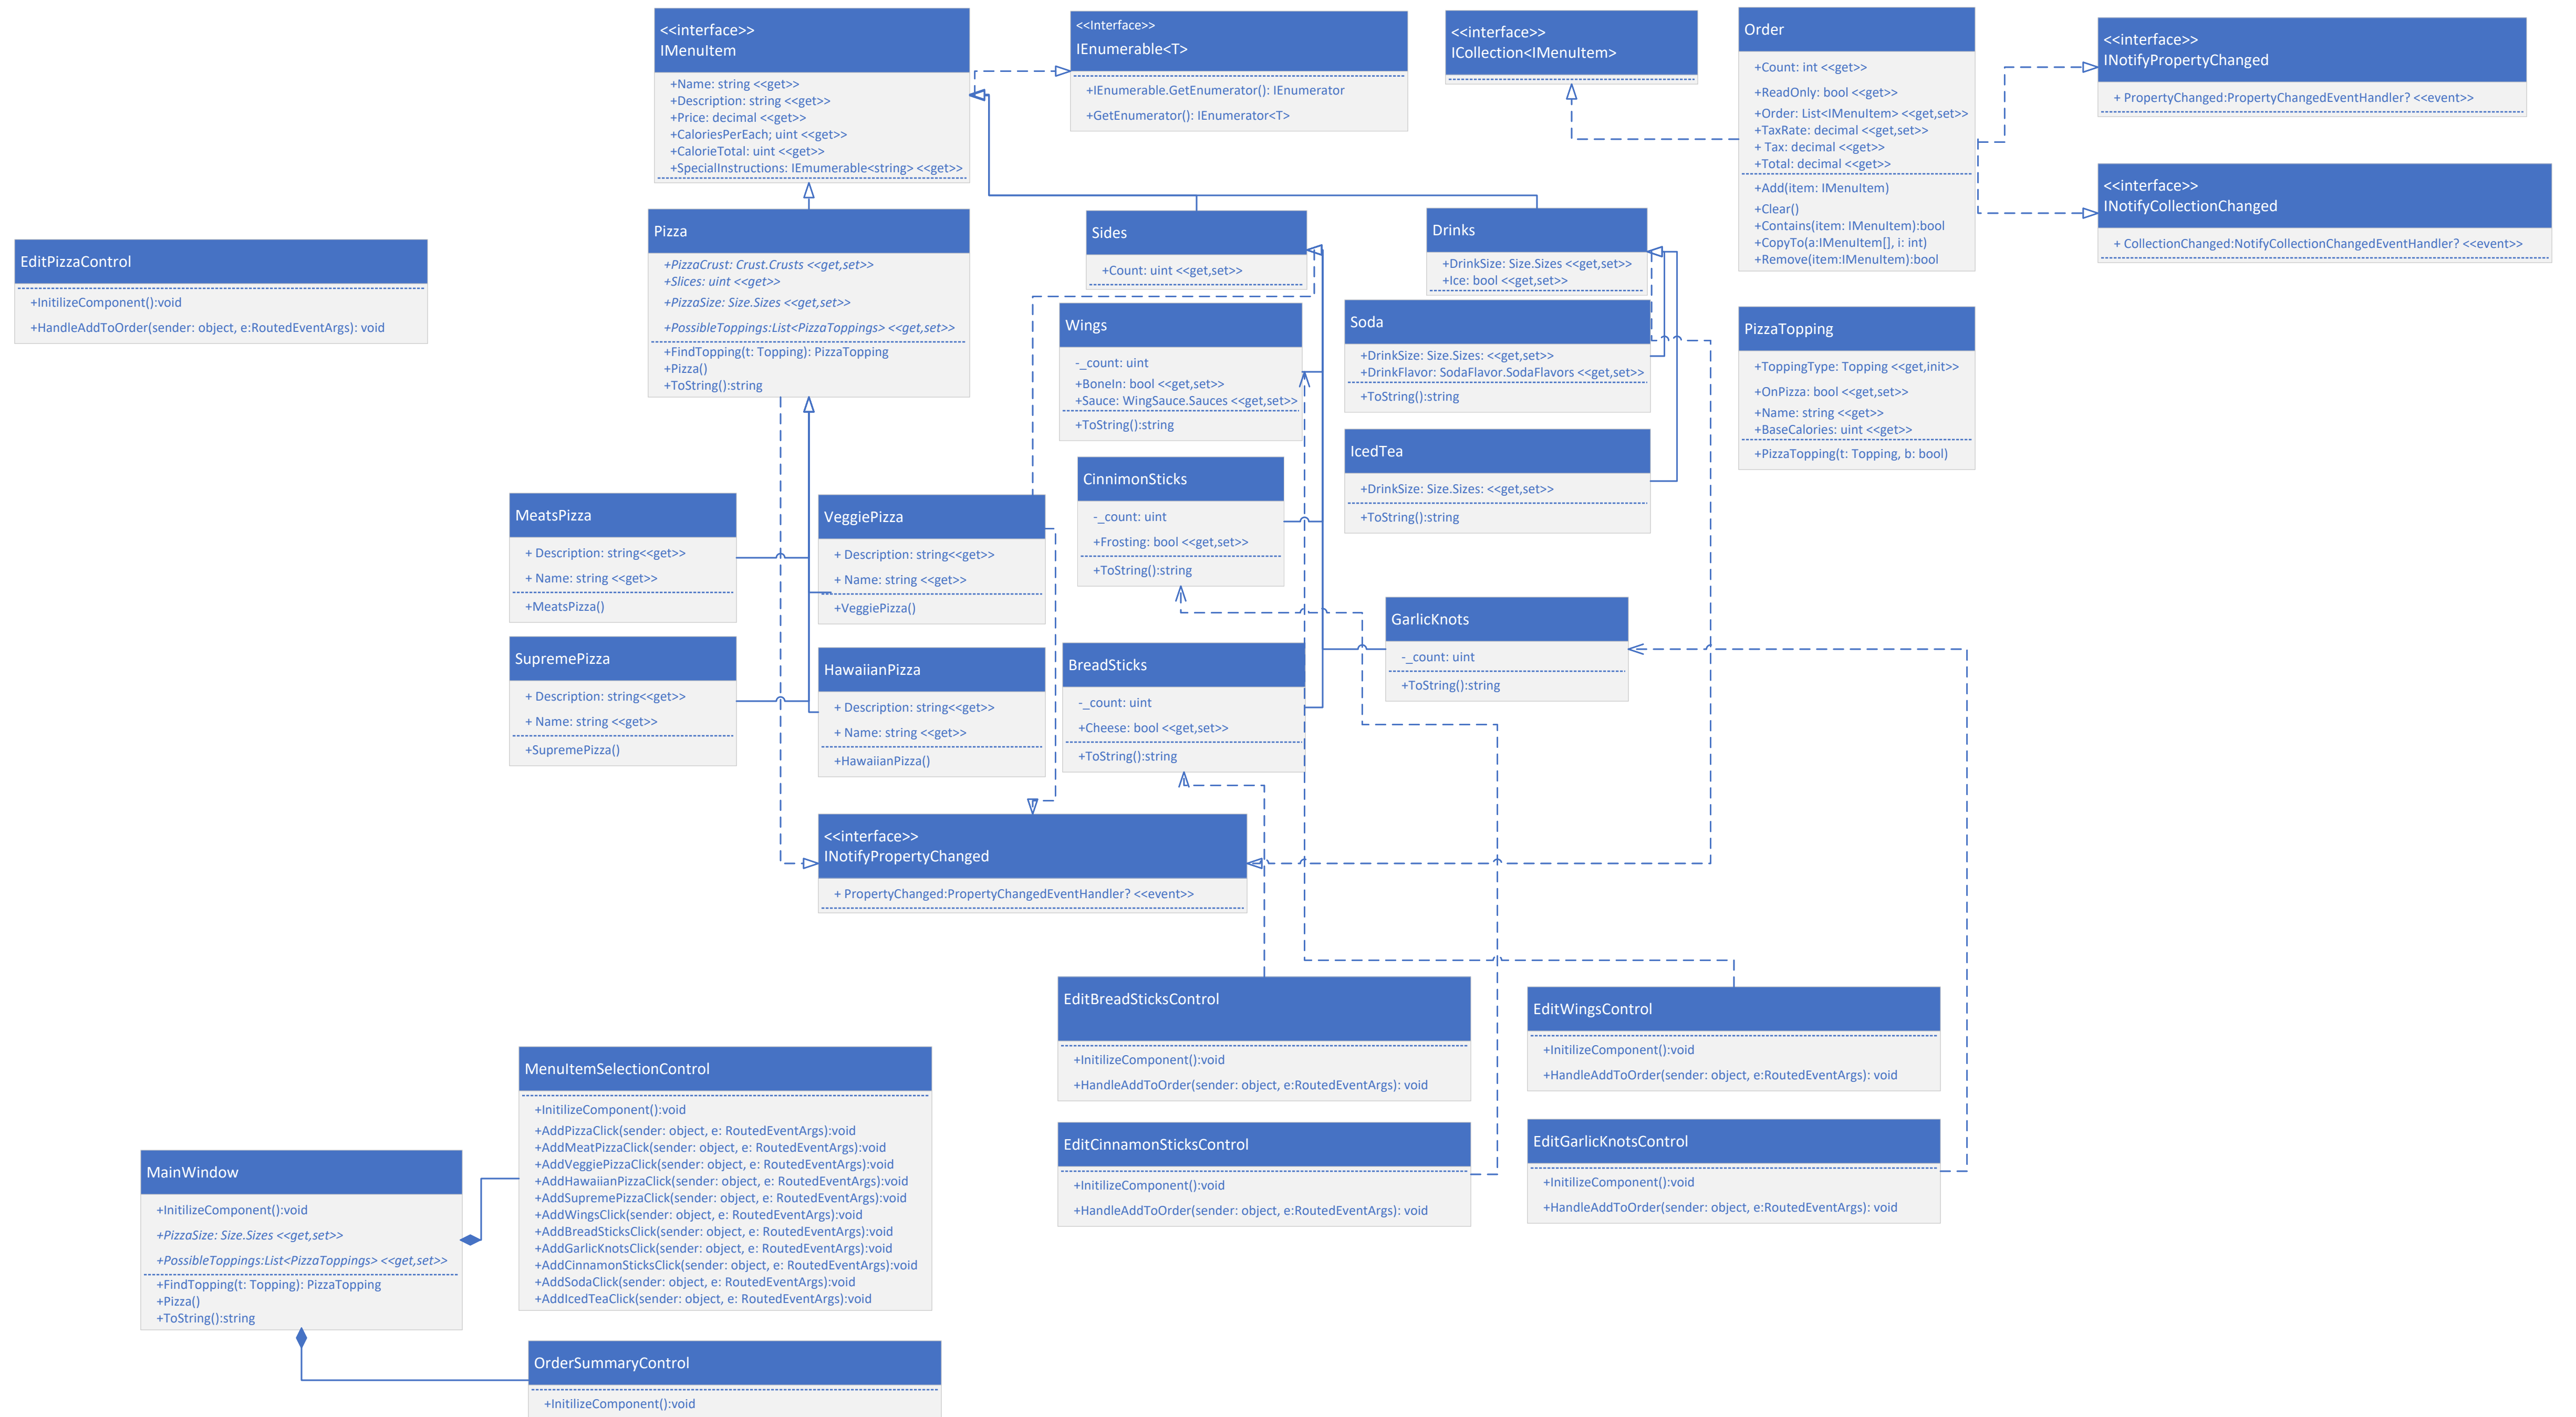 <<interface>>
IMenuItem
+Name: string <<get>>
+Description: string <<get>>
+Price: decimal <<get>>
+CaloriesPerEach; uint <<get>>
+CalorieTotal: uint <<get>>
+SpecialInstructions: IEmumerable<string> <<get>>
<<Interface>>
IEnumerable<T>
+IEnumerable.GetEnumerator(): IEnumerator
+GetEnumerator(): IEnumerator<T>
<<interface>>
ICollection<IMenuItem>
Order
+Count: int <<get>>
+ReadOnly: bool <<get>>
+Order: List<IMenuItem> <<get,set>>
+TaxRate: decimal <<get,set>>
+ Tax: decimal <<get>>
+Total: decimal <<get>>
+Add(item: IMenuItem)
+Clear()
+Contains(item: IMenuItem):bool
+CopyTo(a:IMenuItem[], i: int)
+Remove(item:IMenuItem):bool
<<interface>>
INotifyPropertyChanged
+ PropertyChanged:PropertyChangedEventHandler? <<event>>
<<interface>>
INotifyCollectionChanged
+ CollectionChanged:NotifyCollectionChangedEventHandler? <<event>>
EditPizzaControl
+InitilizeComponent():void
+HandleAddToOrder(sender: object, e:RoutedEventArgs): void
Pizza
+PizzaCrust: Crust.Crusts <<get,set>>
+Slices: uint <<get>>
+PizzaSize: Size.Sizes <<get,set>>
+PossibleToppings:List<PizzaToppings> <<get,set>>
+FindTopping(t: Topping): PizzaTopping
+Pizza()
+ToString():string
Sides
+Count: uint <<get,set>>
Drinks
+DrinkSize: Size.Sizes <<get,set>>
+Ice: bool <<get,set>>
Wings
-_count: uint
+BoneIn: bool <<get,set>>
+Sauce: WingSauce.Sauces <<get,set>>
+ToString():string
Soda
+DrinkSize: Size.Sizes: <<get,set>>
+DrinkFlavor: SodaFlavor.SodaFlavors <<get,set>>
+ToString():string
PizzaTopping
+ToppingType: Topping <<get,init>>
+OnPizza: bool <<get,set>>
+Name: string <<get>>
+BaseCalories: uint <<get>>
+PizzaTopping(t: Topping, b: bool)
IcedTea
+DrinkSize: Size.Sizes: <<get,set>>
+ToString():string
CinnimonSticks
-_count: uint
+Frosting: bool <<get,set>>
+ToString():string
MeatsPizza
+ Description: string<<get>>
+ Name: string <<get>>
+MeatsPizza()
VeggiePizza
+ Description: string<<get>>
+ Name: string <<get>>
+VeggiePizza()
GarlicKnots
-_count: uint
+ToString():string
SupremePizza
+ Description: string<<get>>
+ Name: string <<get>>
+SupremePizza()
HawaiianPizza
+ Description: string<<get>>
+ Name: string <<get>>
+HawaiianPizza()
BreadSticks
-_count: uint
+Cheese: bool <<get,set>>
+ToString():string
<<interface>>
INotifyPropertyChanged
+ PropertyChanged:PropertyChangedEventHandler? <<event>>
EditBreadSticksControl
+InitilizeComponent():void
+HandleAddToOrder(sender: object, e:RoutedEventArgs): void
EditWingsControl
+InitilizeComponent():void
+HandleAddToOrder(sender: object, e:RoutedEventArgs): void
MenuItemSelectionControl
+InitilizeComponent():void
+AddPizzaClick(sender: object, e: RoutedEventArgs):void
+AddMeatPizzaClick(sender: object, e: RoutedEventArgs):void
+AddVeggiePizzaClick(sender: object, e: RoutedEventArgs):void
+AddHawaiianPizzaClick(sender: object, e: RoutedEventArgs):void
+AddSupremePizzaClick(sender: object, e: RoutedEventArgs):void
+AddWingsClick(sender: object, e: RoutedEventArgs):void
+AddBreadSticksClick(sender: object, e: RoutedEventArgs):void
+AddGarlicKnotsClick(sender: object, e: RoutedEventArgs):void
+AddCinnamonSticksClick(sender: object, e: RoutedEventArgs):void
+AddSodaClick(sender: object, e: RoutedEventArgs):void
+AddIcedTeaClick(sender: object, e: RoutedEventArgs):void
EditCinnamonSticksControl
+InitilizeComponent():void
+HandleAddToOrder(sender: object, e:RoutedEventArgs): void
EditGarlicKnotsControl
+InitilizeComponent():void
+HandleAddToOrder(sender: object, e:RoutedEventArgs): void
MainWindow
+InitilizeComponent():void
+PizzaSize: Size.Sizes <<get,set>>
+PossibleToppings:List<PizzaToppings> <<get,set>>
+FindTopping(t: Topping): PizzaTopping
+Pizza()
+ToString():string
OrderSummaryControl
+InitilizeComponent():void